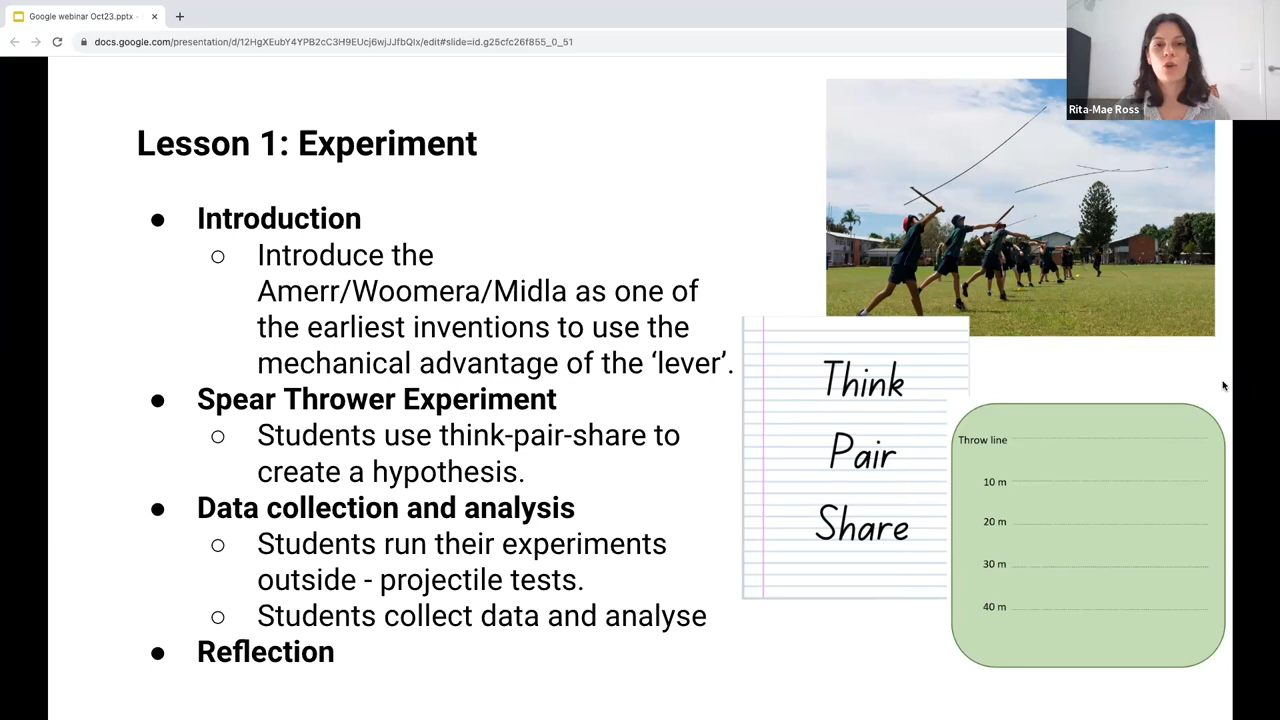 Google webinar Oct23.pptx -
docs.google.com/presentation/d/12HgXEubY4YPB2cC3H9EUcj6wjJJfbQIx/edit#slide=id.g25cfc26f855_0_51
Rita-Mae Ross
Lesson 1: Experiment
● Introduction
○ Introduce the
Amerr/Woomera/Midla as one of
the earliest inventions to use the
mechanical advantage of the ‘lever’.
● Spear Thrower Experiment
○ Students use think-pair-share to
create a hypothesis.
● Data collection and analysis
○ Students run their experiments
outside - projectile tests.
○ Students collect data and analyse
● Reflection
Think
Pair
Share
Throw line
10 m
20 m
30 m
40 m